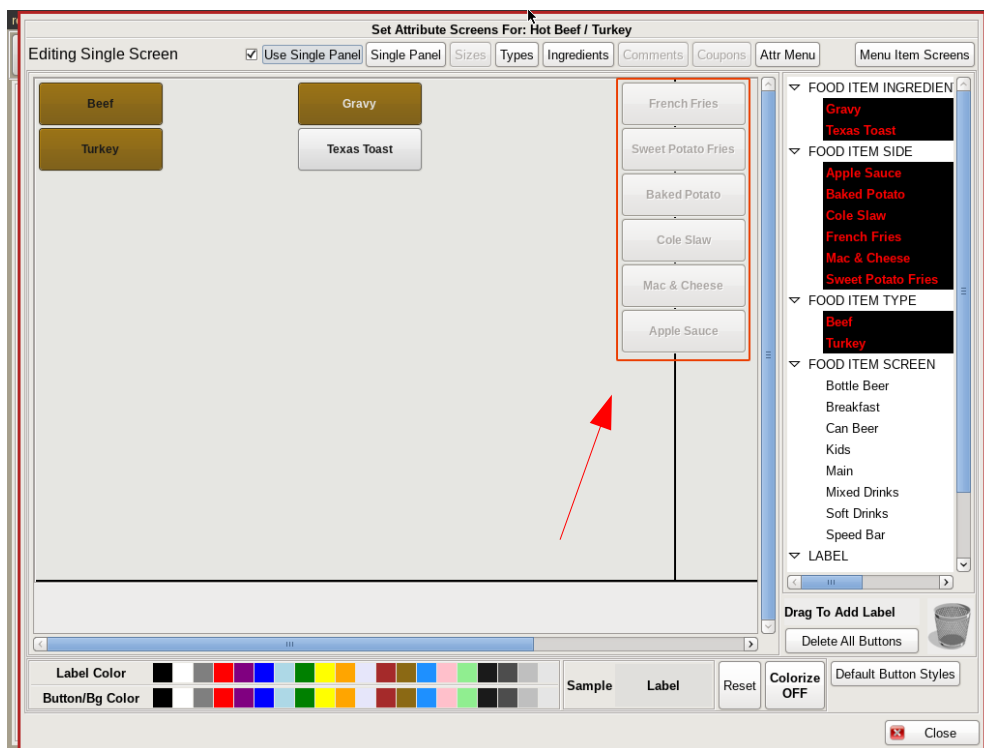 Set Attribute Screens For: Hot Beef / Turkey
Editing Single Screen
Use Single Panel
Single Panel
Sizes
Types
Ingredients
Comments
Coupons
Attr Menu
Menu Item Screens
Beef
Turkey
Gravy
Texas Toast
French Fries
Sweet Potato Fries
Baked Potato
Cole Slaw
Mac & Cheese
Apple Sauce
FOOD ITEM INGREDIEN
Gravy
Texas Toast
FOOD ITEM SIDE
Apple Sauce
Baked Potato
Cole Slaw
French Fries
Mac & Cheese
Sweet Potato Fries
FOOD ITEM TYPE
Beef
Turkey
FOOD ITEM SCREEN
Bottle Beer
Breakfast
Can Beer
Kids
Main
Mixed Drinks
Soft Drinks
Speed Bar
LABEL
Drag To Add Label
Delete All Buttons
Label Color
Button/Bg Color
Sample
Label
Reset
Colorize
OFF
Default Button Styles
Close